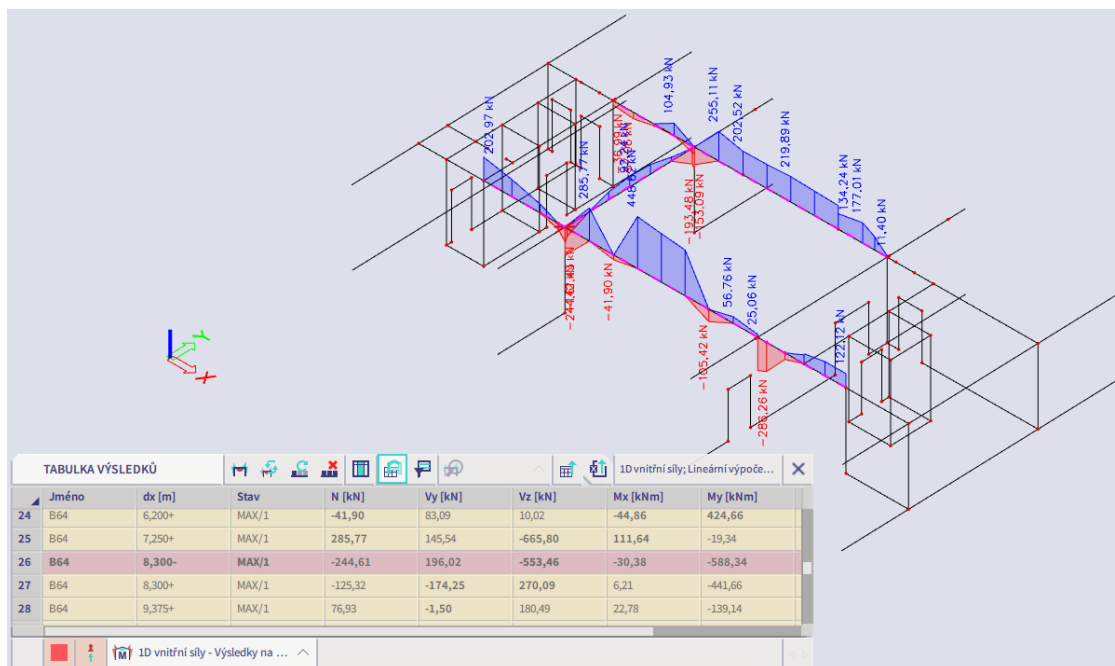 104,93 kN
255,11 kN
202,52 kN
219,89 kN
134,24 kN
177,01 kN
11,40 kN
202,97 kN
285,77 kN
−193,48 kN
−153,09 kN
−41,90 kN
56,76 kN
25,06 kN
−105,42 kN
−286,26 kN
122,12 kN
Y
X
TABULKA VÝSLEDKŮ
1D vnitřní síly; Lineární výpoče...
Jméno dx [m] Stav N [kN] Vy [kN] Vz [kN] Mx [kNm] My [kNm]
24 B64 6,200+ MAX/1 -41,90 83,09 10,02 -44,86 424,66
25 B64 7,250+ MAX/1 285,77 145,54 -665,80 111,64 -19,34
26 B64 8,300- MAX/1 -244,61 196,02 -553,46 -30,38 -588,34
27 B64 8,300+ MAX/1 -125,32 -174,25 270,09 6,21 -441,66
28 B64 9,375+ MAX/1 76,93 -1,50 180,49 22,78 -139,14
1D vnitřní síly - Výsledky na ...